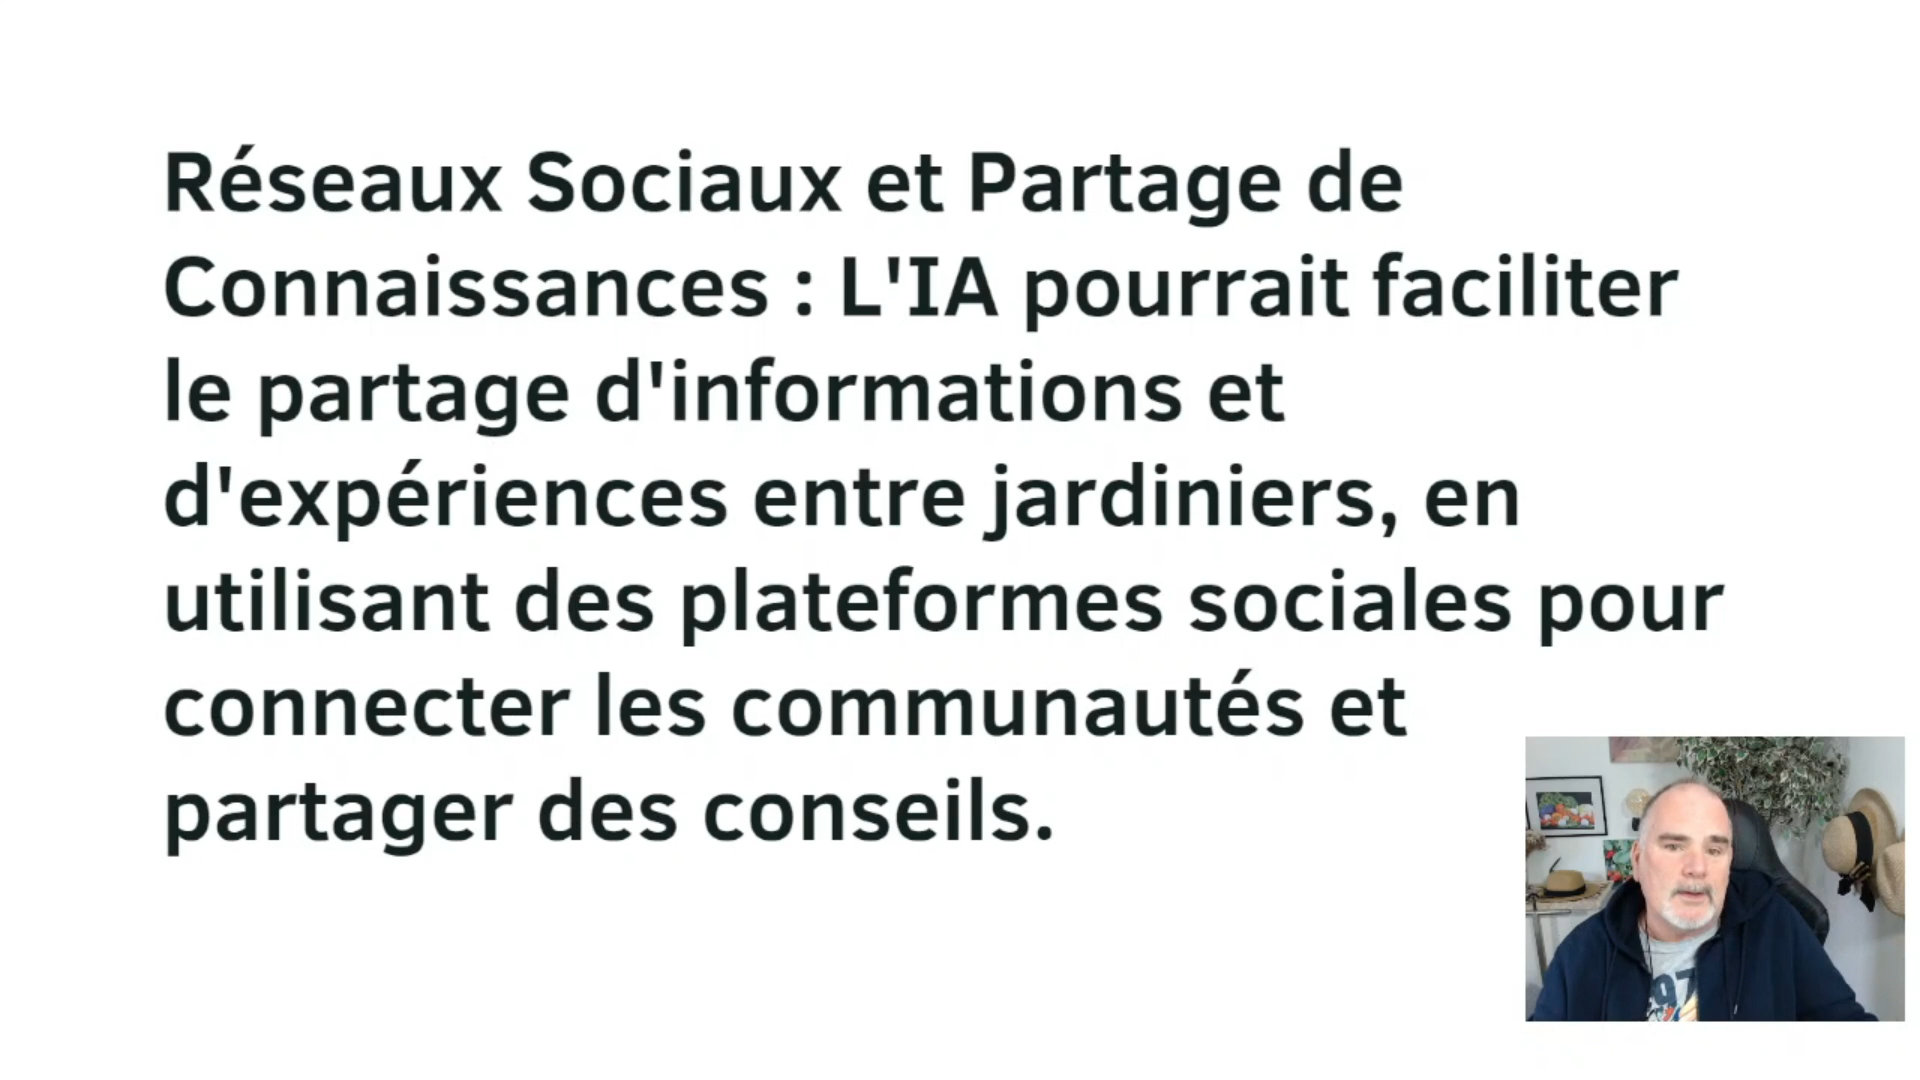 Réseaux Sociaux et Partage de
Connaissances : L'IA pourrait faciliter
le partage d'informations et
d'expériences entre jardiniers, en
utilisant des plateformes sociales pour
connecter les communautés et
partager des conseils.